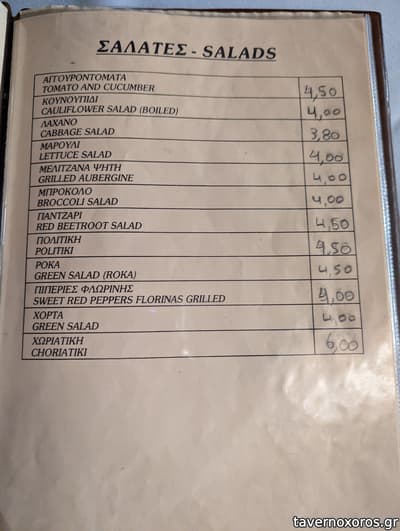 ΣΑΛΑΤΕΣ - SALADS
ΑΓΓΟΥΡΟΝΤΟΜΑΤΑ
TOMATO AND CUCUMBER 4,50
ΚΟΥΝΟΥΠΙΔΙ
CAULIFLOWER SALAD (BOILED) 4,00
ΛΑΧΑΝΟ
CABBAGE SALAD 3,80
ΜΑΡΟΥΛΙ
LETTUCE SALAD 4,00
ΜΕΛΙΤΖΑΝΑ ΨΗΤΗ
GRILLED AUBERGINE 4,00
ΜΠΡΟΚΟΛΟ
BROCCOLI SALAD 4,00
ΠΑΝΤΖΑΡΙ
RED BEETROOT SALAD 4,50
ΠΟΛΙΤΙΚΗ
POLITIKI 4,50
ΡΟΚΑ
GREEN SALAD (ROKA) 4,50
ΠΙΠΕΡΙΕΣ ΦΛΩΡΙΝΗΣ
SWEET RED PEPPERS FLORINAS GRILLED 4,00
ΧΟΡΤΑ
GREEN SALAD 4,00
ΧΩΡΙΑΤΙΚΗ
CHORIATIKI 6,00
tavernoxoros.gr